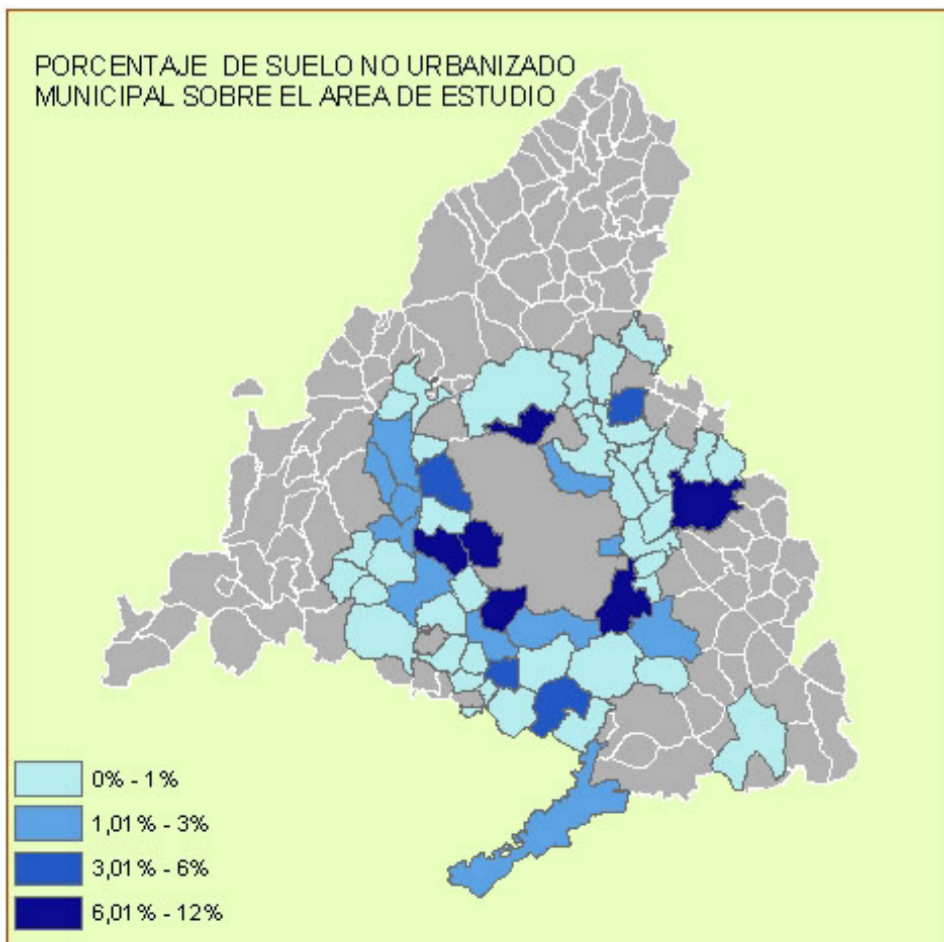 PORCENTAJE DE SUELO NO URBANIZADO
MUNICIPAL SOBRE EL AREA DE ESTUDIO
0% - 1%
1,01% - 3%
3,01% - 6%
6,01% - 12%